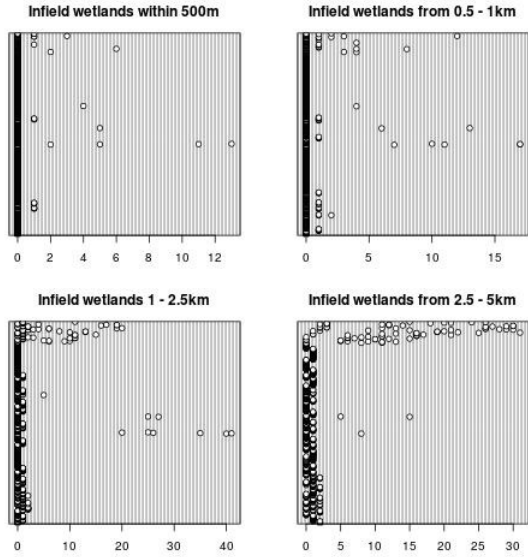 Infield wetlands within 500m
Infield wetlands from 0.5 - 1km
0 2 4 6 8 10 12
0 5 10 15
Infield wetlands 1 - 2.5km
Infield wetlands from 2.5 - 5km
0 10 20 30 40
0 5 10 15 20 25 30